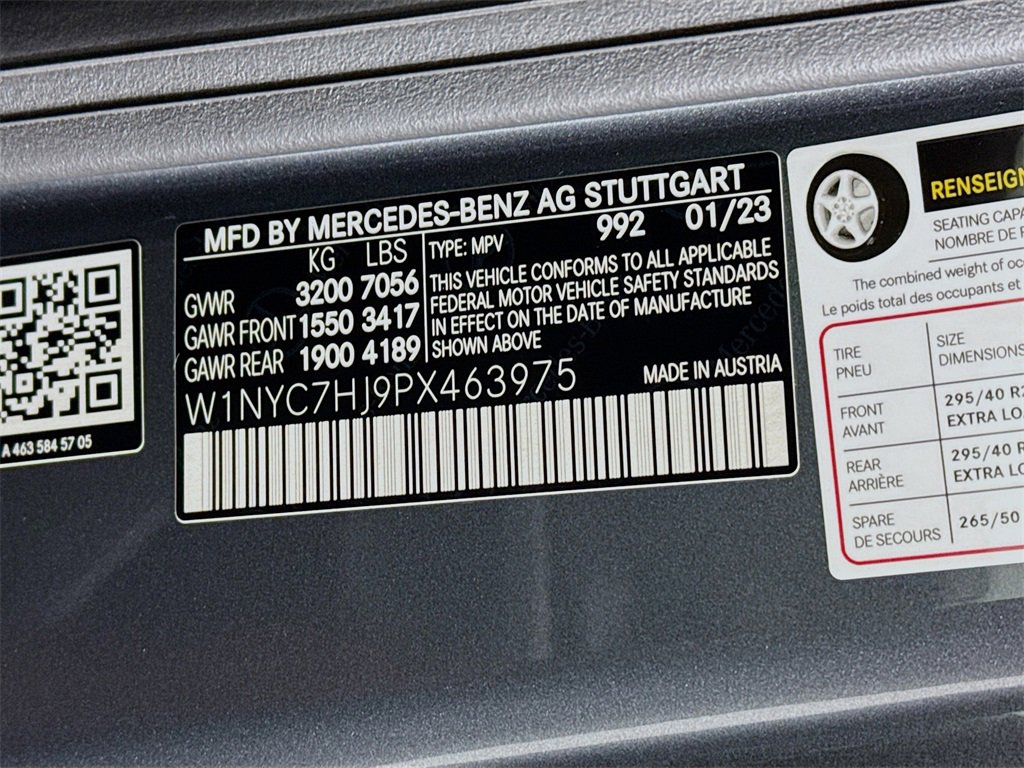 MFD BY MERCEDES-BENZ AG STUTTGART
992 01/23
KG LBS
GVWR 3200 7056
GAWR FRONT 1550 3417
GAWR REAR 1900 4189
TYPE: MPV
THIS VEHICLE CONFORMS TO ALL APPLICABLE
FEDERAL MOTOR VEHICLE SAFETY STANDARDS
IN EFFECT ON THE DATE OF MANUFACTURE
SHOWN ABOVE
W1NYC7HJ9PX463975
MADE IN AUSTRIA
A 463 584 57 05
RENSEIGN
SEATING CAPA
NOMBRE DE
The combined weight of occ
Le poids total des occupants et
TIRE
PNEU
SIZE
DIMENSIONS
FRONT
AVANT
295/40 R2
EXTRA LO
REAR
ARRIÈRE
295/40 R
EXTRA LO
SPARE
DE SECOURS
265/50